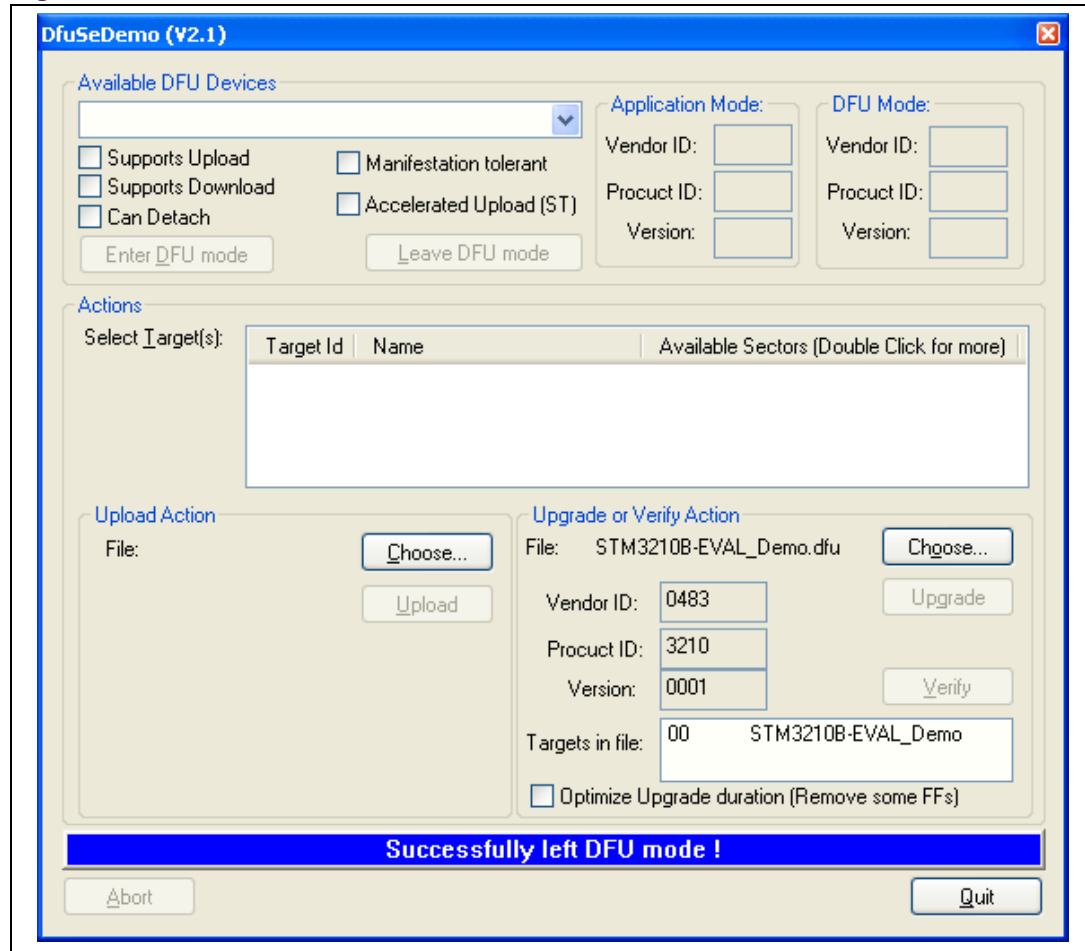 DfuSeDemo (V2.1)
Available DFU Devices
Supports Upload
Supports Download
Can Detach
Manifestation tolerant
Accelerated Upload (ST)
Enter DFU mode
Leave DFU mode
Application Mode:
Vendor ID:
Procuct ID:
Version:
DFU Mode:
Vendor ID:
Procuct ID:
Version:
Actions
Select Target(s):
Target Id Name Available Sectors (Double Click for more)
Upload Action
File:
Choose...
Upload
Upgrade or Verify Action
File: STM3210B-EVAL_Demo.dfu
Choose...
Vendor ID: 0483
Upgrade
Procuct ID: 3210
Version: 0001
Verify
Targets in file: 00 STM3210B-EVAL_Demo
Optimize Upgrade duration (Remove some FFs)
Successfully left DFU mode !
Abort
Quit